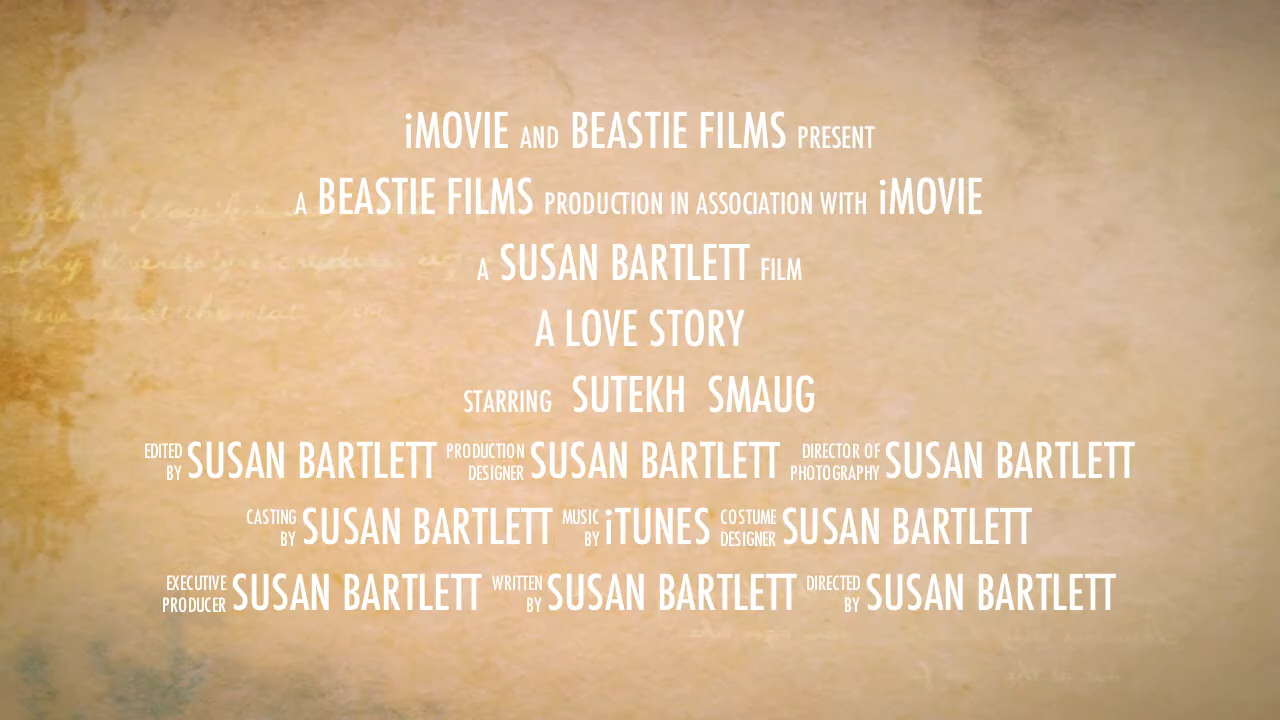 iMOVIE AND BEASTIE FILMS PRESENT
A BEASTIE FILMS PRODUCTION IN ASSOCIATION WITH iMOVIE
A SUSAN BARTLETT FILM
A LOVE STORY
STARRING SUTEKH SMAUG
EDITED BY SUSAN BARTLETT PRODUCTION DESIGNER SUSAN BARTLETT DIRECTOR OF PHOTOGRAPHY SUSAN BARTLETT
CASTING BY SUSAN BARTLETT MUSIC BY iTUNES COSTUME DESIGNER SUSAN BARTLETT
EXECUTIVE PRODUCER SUSAN BARTLETT WRITTEN BY SUSAN BARTLETT DIRECTED BY SUSAN BARTLETT